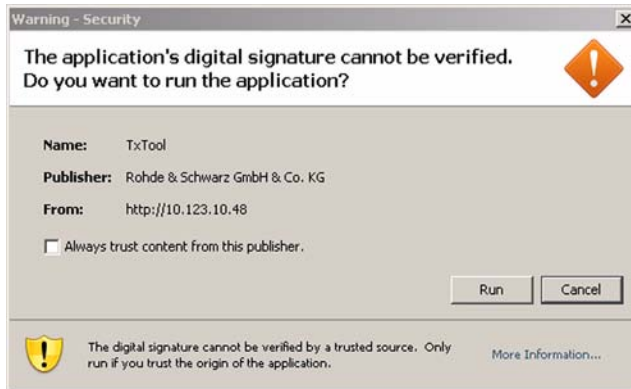 Warning - Security
The application's digital signature cannot be verified.
Do you want to run the application?
Name: TxTool
Publisher: Rohde & Schwarz GmbH & Co. KG
From: http://10.123.10.48
Always trust content from this publisher.
Run Cancel
The digital signature cannot be verified by a trusted source. Only
run if you trust the origin of the application.
More Information...